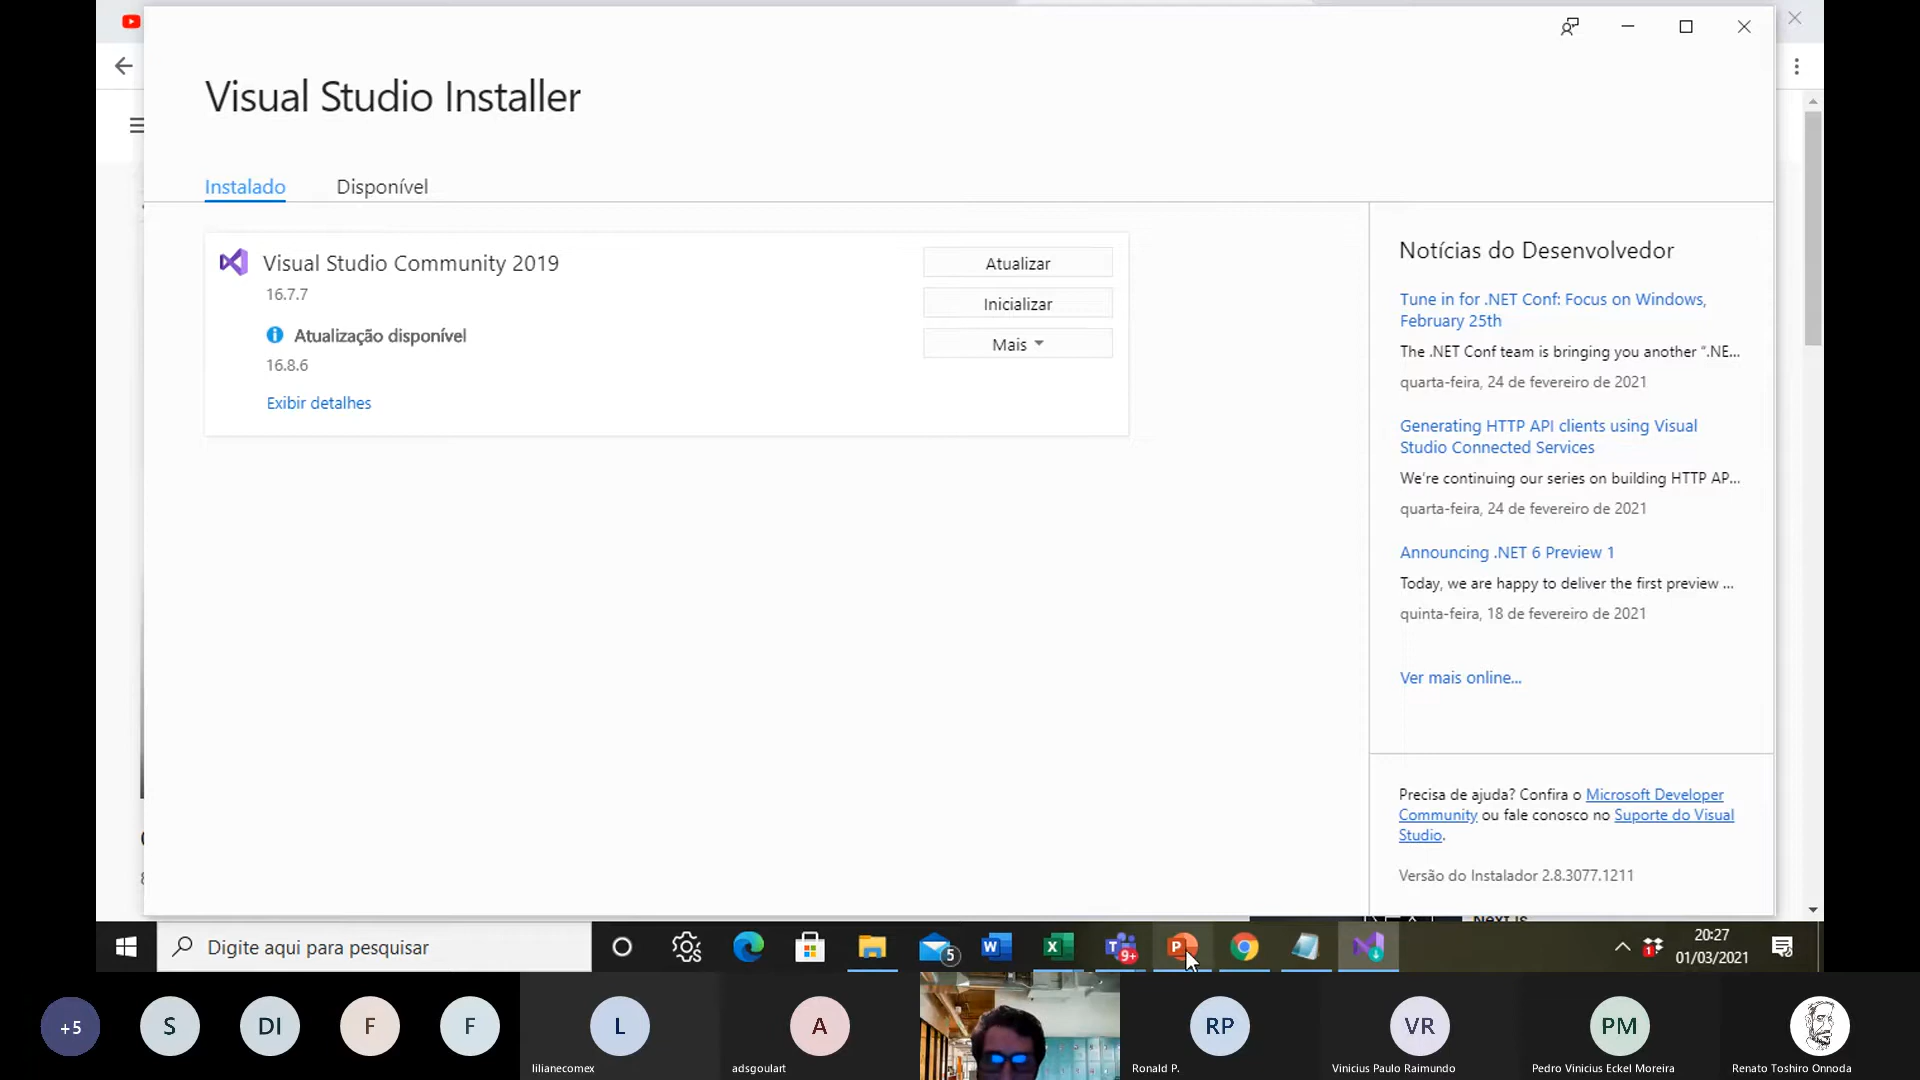 Visual Studio Installer
Instalado
Disponível
Visual Studio Community 2019
16.7.7
Atualização disponível
16.8.6
Exibir detalhes
Atualizar
Inicializar
Mais
Notícias do Desenvolvedor
Tune in for .NET Conf: Focus on Windows,
February 25th
The .NET Conf team is bringing you another “.NE...
quarta-feira, 24 de fevereiro de 2021
Generating HTTP API clients using Visual
Studio Connected Services
We’re continuing our series on building HTTP AP...
quarta-feira, 24 de fevereiro de 2021
Announcing .NET 6 Preview 1
Today, we are happy to deliver the first preview ...
quinta-feira, 18 de fevereiro de 2021
Ver mais online...
Precisa de ajuda? Confira o Microsoft Developer
Community ou fale conosco no Suporte do Visual
Studio.
Versão do Instalador 2.8.3077.1211
Digite aqui para pesquisar
5
W
X
T
9+
P
1
20:27
01/03/2021
+5
S
DI
F
F
L
A
RP
VR
PM
lilianecomex
adsgoulart
Ronald P.
Vinicius Paulo Raimundo
Pedro Vinicius Eckel Moreira
Renato Toshiro Onnoda